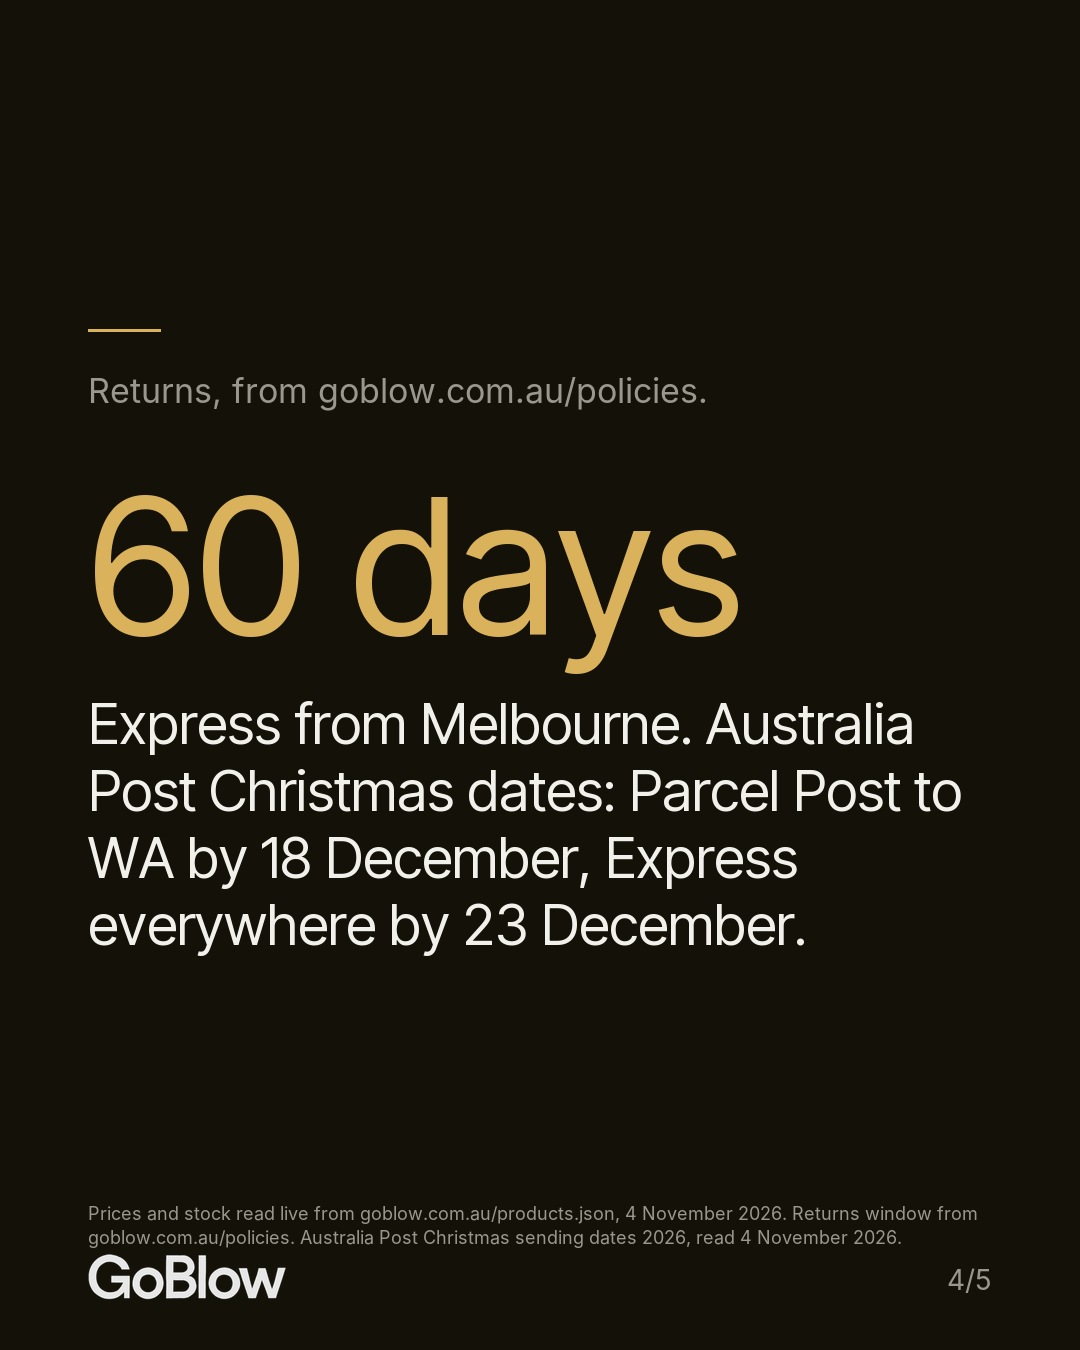 Returns, from goblow.com.au/policies.
60 days
Express from Melbourne. Australia
Post Christmas dates: Parcel Post to
WA by 18 December, Express
everywhere by 23 December.
Prices and stock read live from goblow.com.au/products.json, 4 November 2026. Returns window from
goblow.com.au/policies. Australia Post Christmas sending dates 2026, read 4 November 2026.
GoBlow
4/5